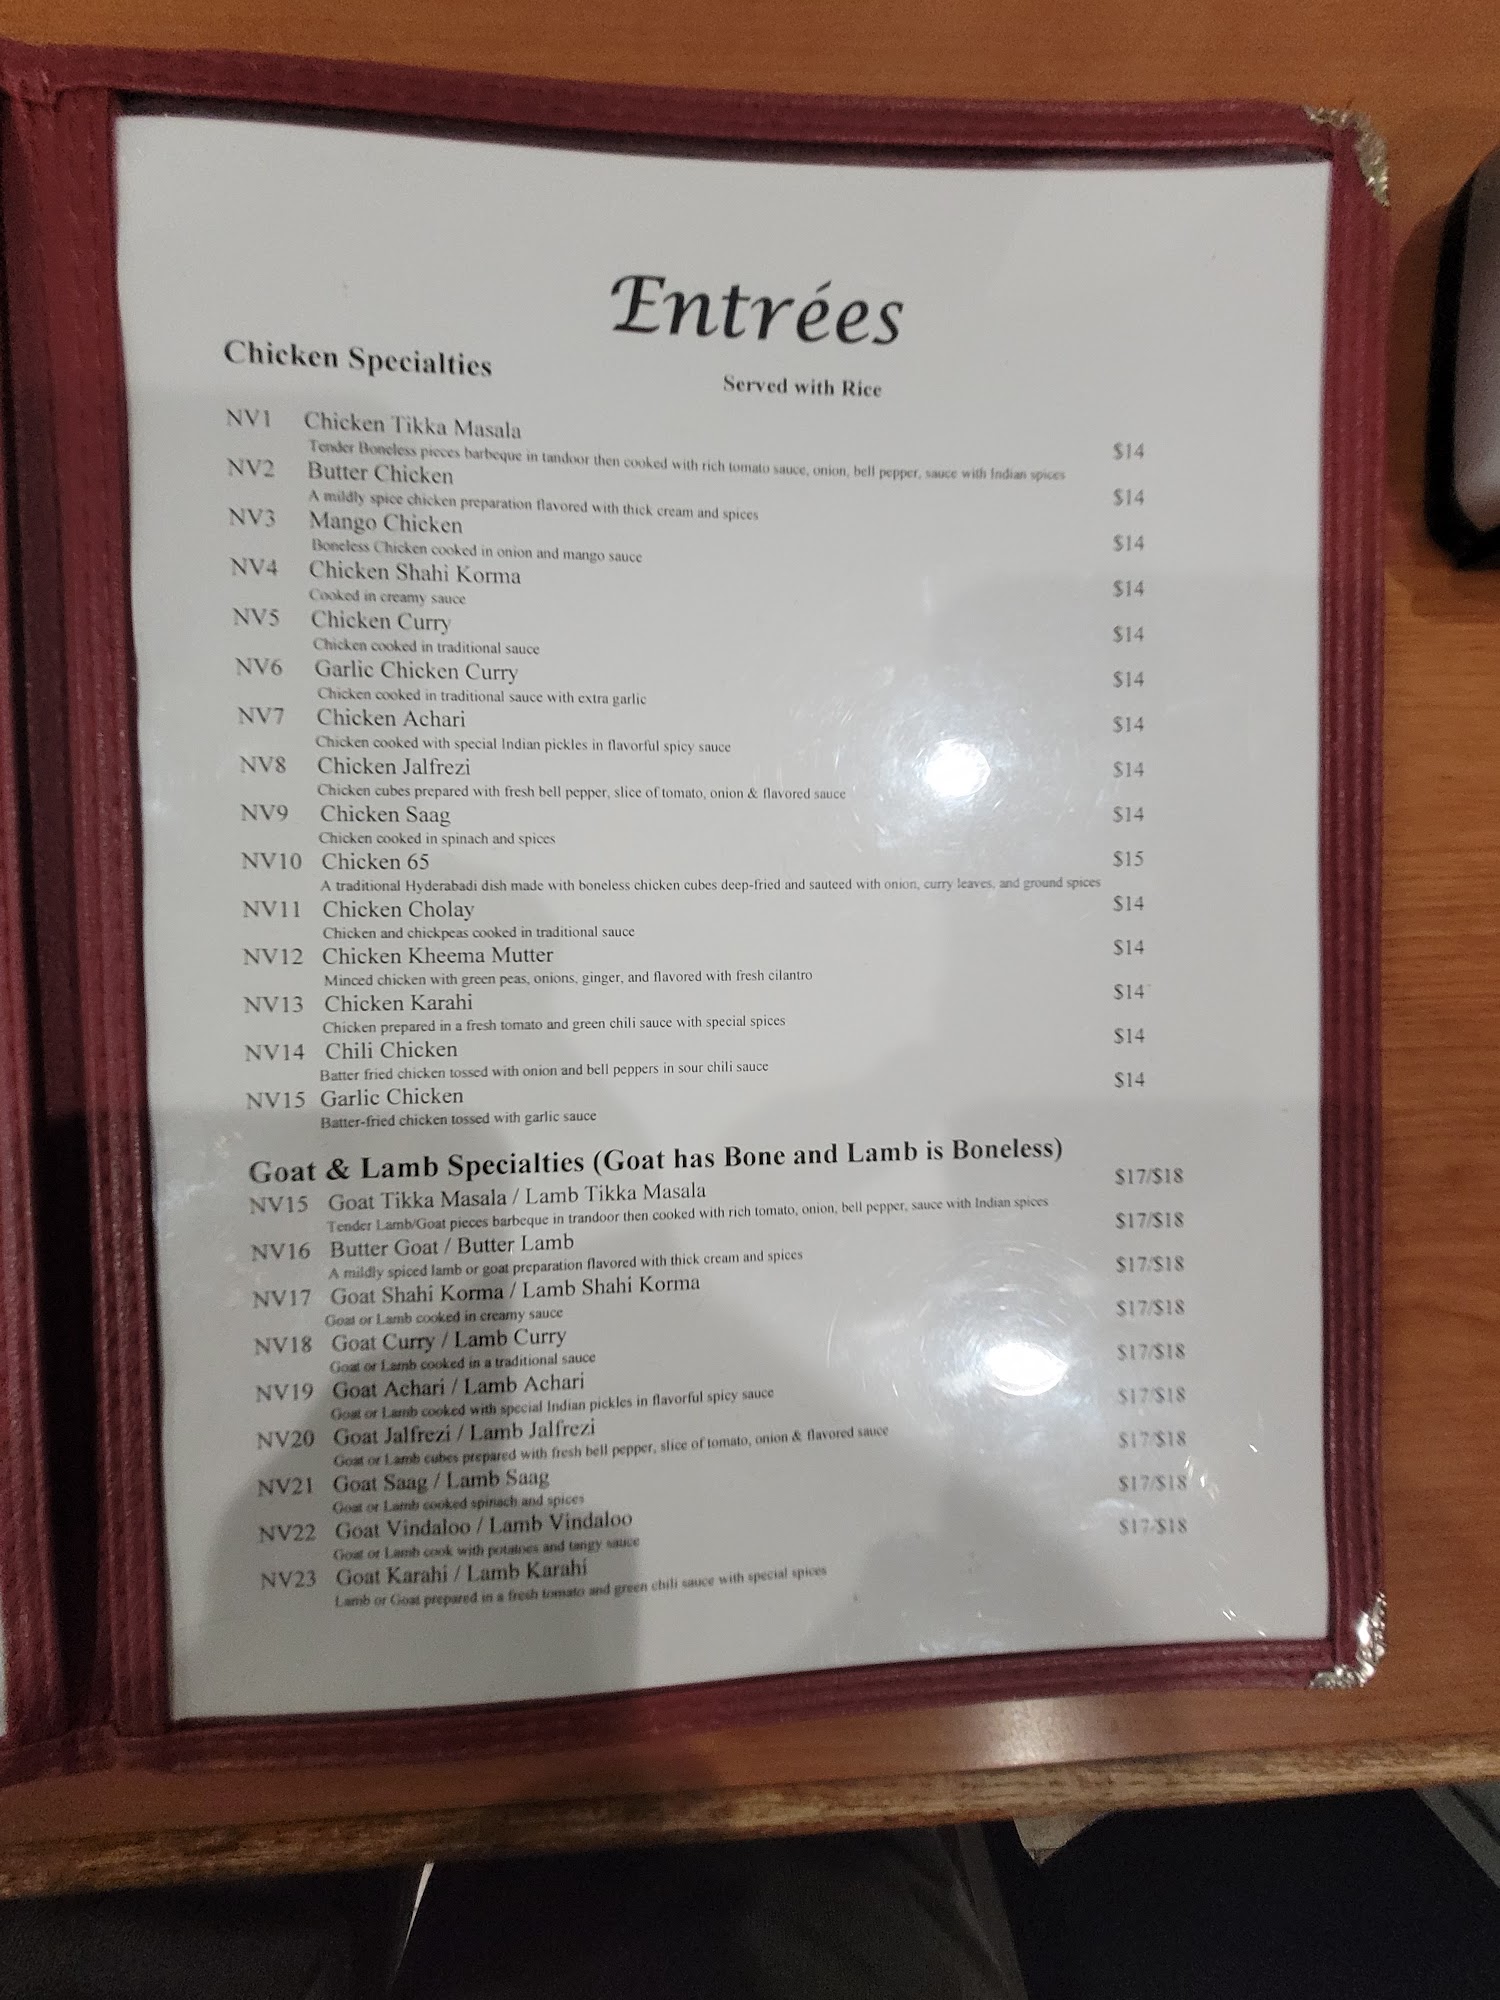 Entrées
Chicken Specialties
Served with Rice
NV1 Chicken Tikka Masala $14
Tender Boneless pieces barbeque in tandoor then cooked with rich tomato sauce, onion, bell pepper, sauce with Indian spices
NV2 Butter Chicken $14
A mildly spice chicken preparation flavored with thick cream and spices
NV3 Mango Chicken $14
Boneless Chicken cooked in onion and mango sauce
NV4 Chicken Shahi Korma $14
Cooked in creamy sauce
NV5 Chicken Curry $14
Chicken cooked in traditional sauce
NV6 Garlic Chicken Curry $14
Chicken cooked in traditional sauce with extra garlic
NV7 Chicken Achari $14
Chicken cooked with special Indian pickles in flavorful spicy sauce
NV8 Chicken Jalfrezi $14
Chicken cubes prepared with fresh bell pepper, slice of tomato, onion & flavored sauce
NV9 Chicken Saag $14
Chicken cooked in spinach and spices
NV10 Chicken 65 $15
A traditional Hyderabadi dish made with boneless chicken cubes deep-fried and sauteed with onion, curry leaves, and ground spices
NV11 Chicken Cholay $14
Chicken and chickpeas cooked in traditional sauce
NV12 Chicken Kheema Mutter $14
Minced chicken with green peas, onions, ginger, and flavored with fresh cilantro
NV13 Chicken Karahi $14
Chicken prepared in a fresh tomato and green chili sauce with special spices
NV14 Chili Chicken $14
Batter fried chicken tossed with onion and bell peppers in sour chili sauce
NV15 Garlic Chicken $14
Batter-fried chicken tossed with garlic sauce
Goat & Lamb Specialties (Goat has Bone and Lamb is Boneless)
NV15 Goat Tikka Masala / Lamb Tikka Masala $17/$18
Tender Lamb/Goat pieces barbeque in trandoor then cooked with rich tomato, onion, bell pepper, sauce with Indian spices
NV16 Butter Goat / Butter Lamb $17/$18
A mildly spiced lamb or goat preparation flavored with thick cream and spices
NV17 Goat Shahi Korma / Lamb Shahi Korma $17/$18
Goat or Lamb cooked in creamy sauce
NV18 Goat Curry / Lamb Curry $17/$18
Goat or Lamb cooked in a traditional sauce
NV19 Goat Achari / Lamb Achari $17/$18
Goat or Lamb cooked with special Indian pickles in flavorful spicy sauce
NV20 Goat Jalfrezi / Lamb Jalfrezi $17/$18
Goat or Lamb cubes prepared with fresh bell pepper, slice of tomato, onion & flavored sauce
NV21 Goat Saag / Lamb Saag $17/$18
Goat or Lamb cooked spinach and spices
NV22 Goat Vindaloo / Lamb Vindaloo $17/$18
Goat or Lamb cook with potatoes and tangy sauce
NV23 Goat Karahi / Lamb Karahi $17/$18
Lamb or Goat prepared in a fresh tomato and green chili sauce with special spices